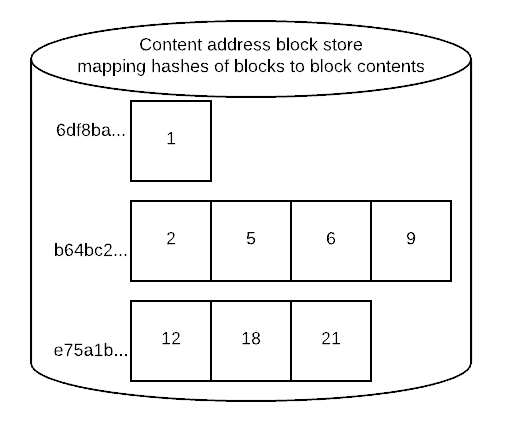 Content address block store
mapping hashes of blocks to block contents
6df8ba... 1
b64bc2... 2 5 6 9
e75a1b... 12 18 21